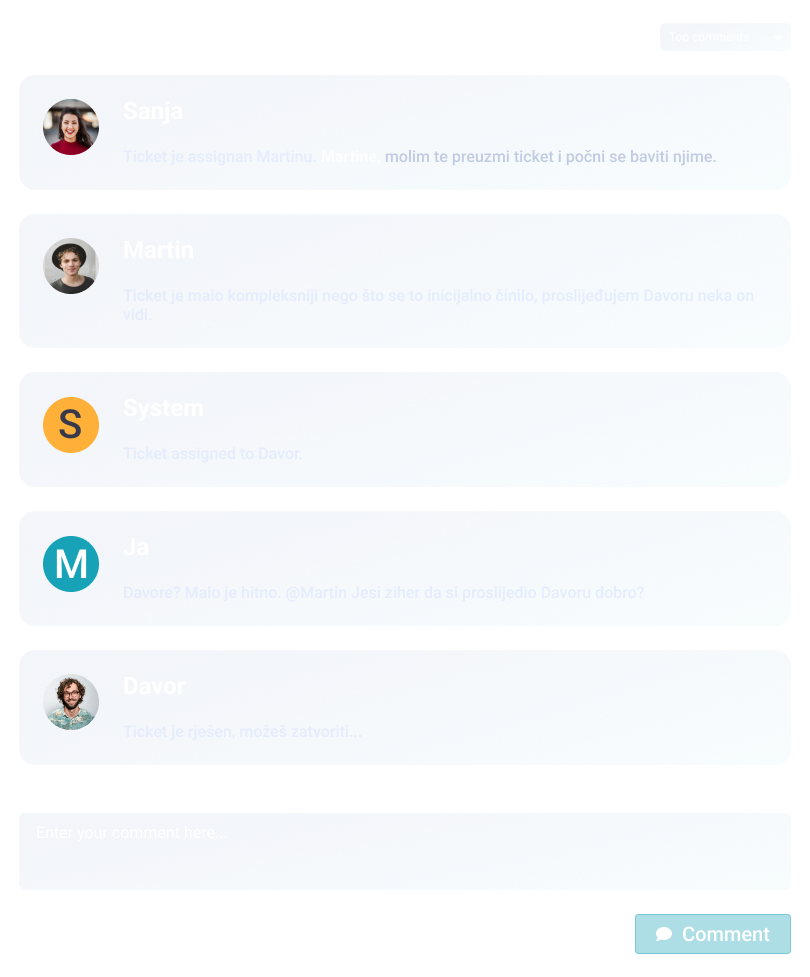 Top comments
Sanja
Ticket je assignan Martinu. Martine, molim te preuzmi ticket i počni se baviti njime.
Martin
Ticket je malo kompleksniji nego što se to inicijalno činilo, proslijeđujem Davoru neka on
vidi.
S
System
Ticket assigned to Davor.
M
Ja
Davore? Malo je hitno. @Martin Jesi ziher da si proslijedio Davoru dobro?
Davor
Ticket je rješen, možeš zatvoriti...
Enter your comment here...
Comment